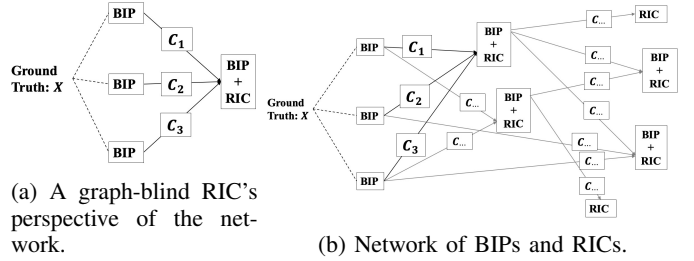 BIP
C₁
Ground
Truth: X
BIP
C₂
BIP
+
RIC
C₃
BIP
(a) A graph-blind RIC's
perspective of the net-
work.
C...
RIC
BIP
+
RIC
BIP
C₁
C...
BIP
+
RIC
C...
C₂
C...
BIP
+
RIC
Ground
Truth: X
C...
BIP
C₃
C...
C...
C...
BIP
+
RIC
BIP
C...
RIC
(b) Network of BIPs and RICs.